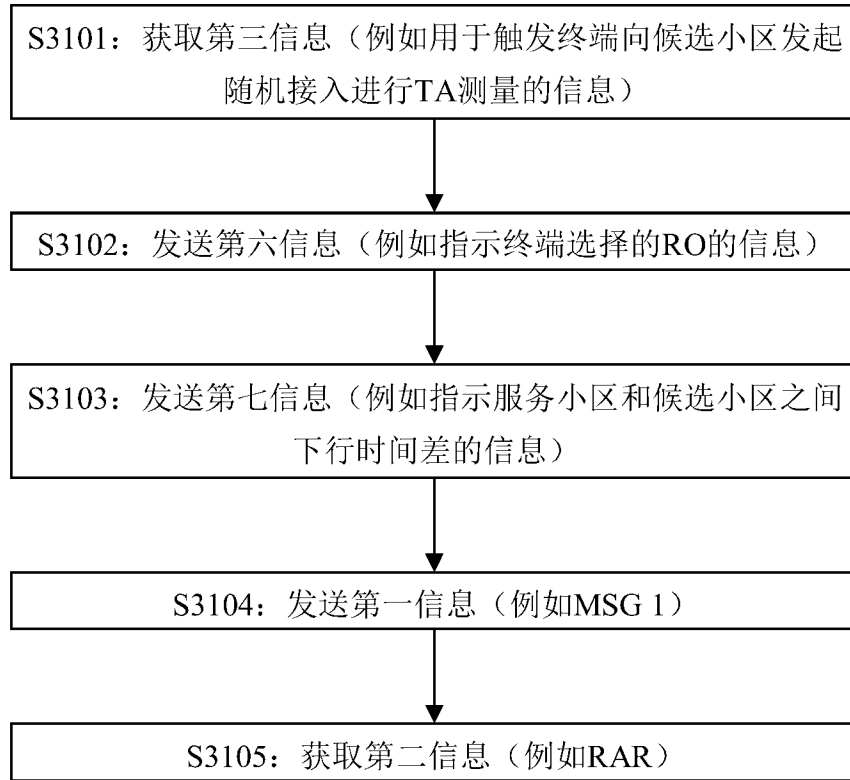 S3101：获取第三信息（例如用于触发终端向候选小区发起
随机接入进行TA测量的信息）
S3102：发送第六信息（例如指示终端选择的RO的信息）
S3103：发送第七信息（例如指示服务小区和候选小区之间
下行时间差的信息）
S3104：发送第一信息（例如MSG 1）
S3105：获取第二信息（例如RAR）